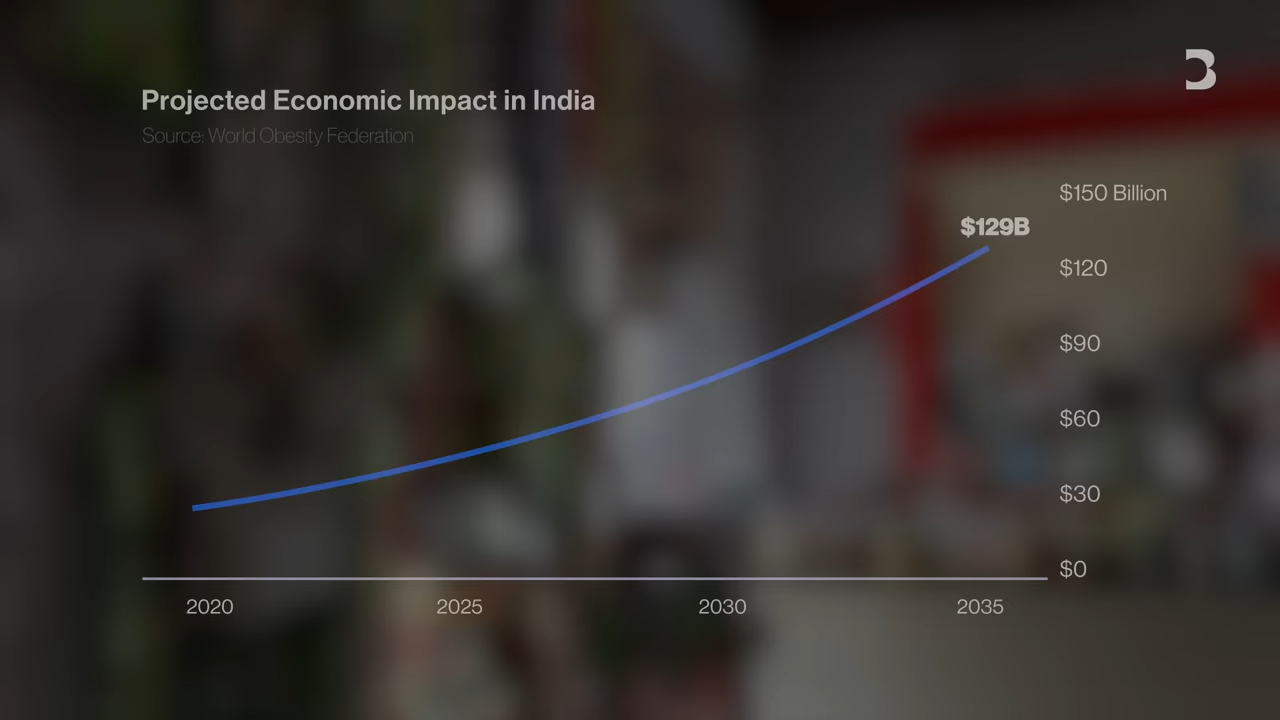 Projected Economic Impact in India
Source: World Obesity Federation
$150 Billion
$129B
$120
$90
$60
$30
$0
2020 2025 2030 2035